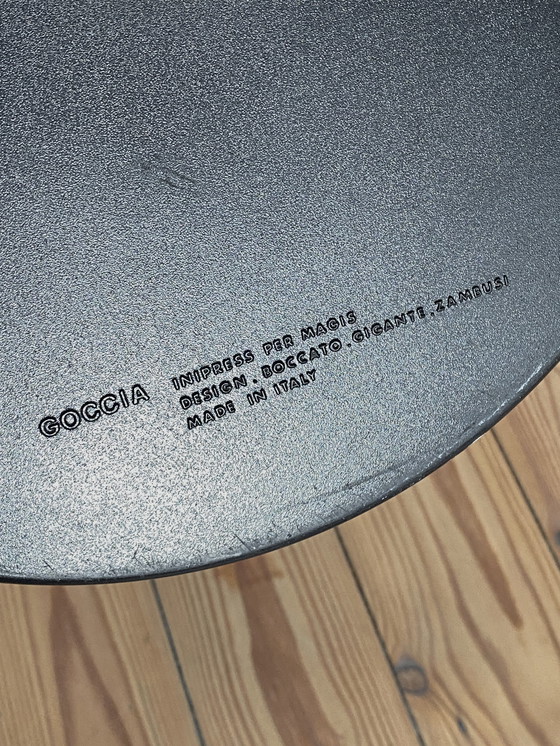 GOCCIA
INIPRESS PER MAGIS
DESIGN . BOCCATO . GIGANTE . ZAMBUSI
MADE IN ITALY